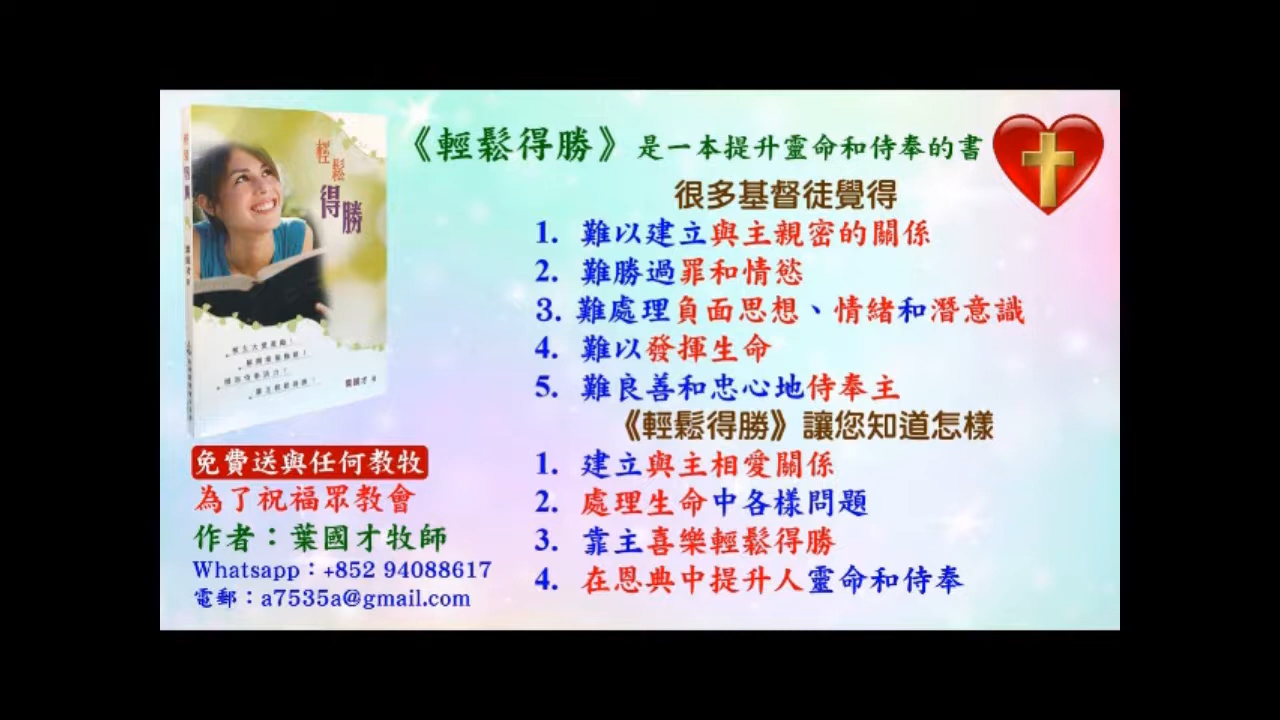 《輕鬆得勝》是一本提升靈命和侍奉的書
很多基督徒覺得
1. 難以建立與主親密的關係
2. 難勝過罪和情慾
3. 難處理負面思想、情緒和潛意識
4. 難以發揮生命
5. 難良善和忠心地侍奉主
《輕鬆得勝》讓您知道怎樣
1. 建立與主相愛關係
2. 處理生命中各樣問題
3. 靠主喜樂輕鬆得勝
4. 在恩典中提升人靈命和侍奉
輕鬆
得勝
葉國才 著
免費送與任何教牧
為了祝福眾教會
作者：葉國才牧師
Whatsapp：+852 94088617
電郵：a7535a@gmail.com